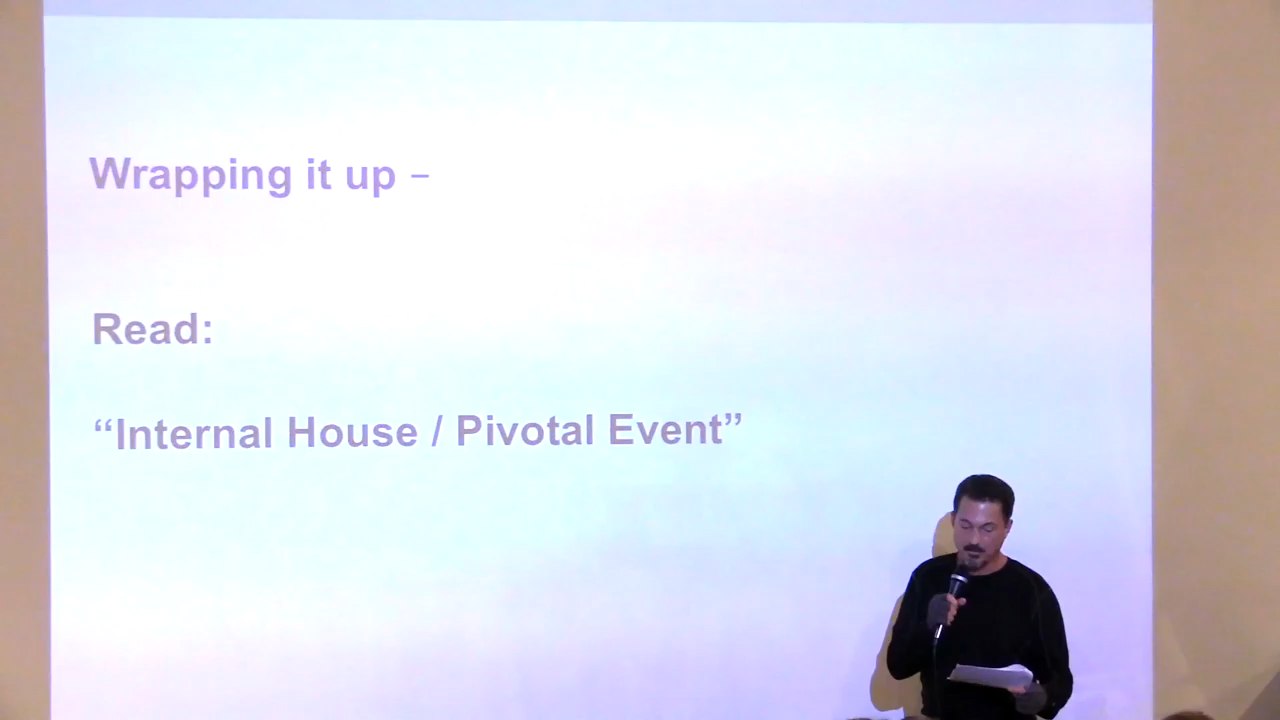 Wrapping it up –
Read:
“Internal House / Pivotal Event”